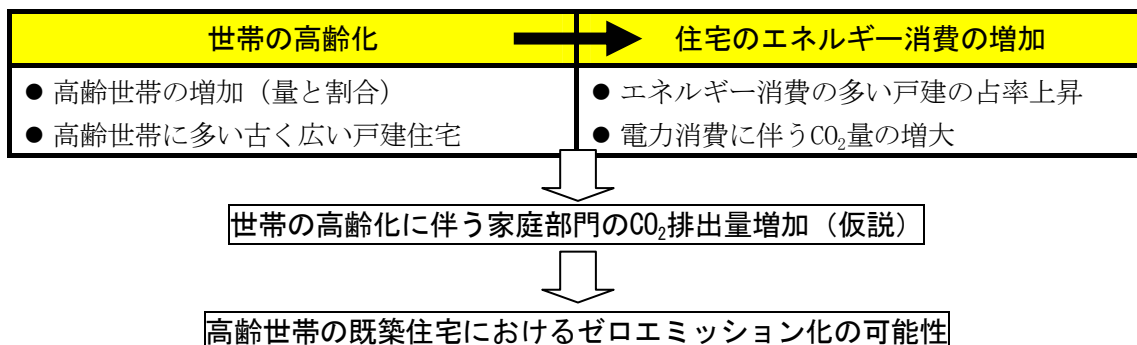 世帯の高齢化
住宅のエネルギー消費の増加
● 高齢世帯の増加（量と割合）
● 高齢世帯に多い古く広い戸建住宅
● エネルギー消費の多い戸建の占率上昇
● 電力消費に伴うCO₂量の増大
世帯の高齢化に伴う家庭部門のCO₂排出量増加（仮説）
高齢世帯の既築住宅におけるゼロエミッション化の可能性